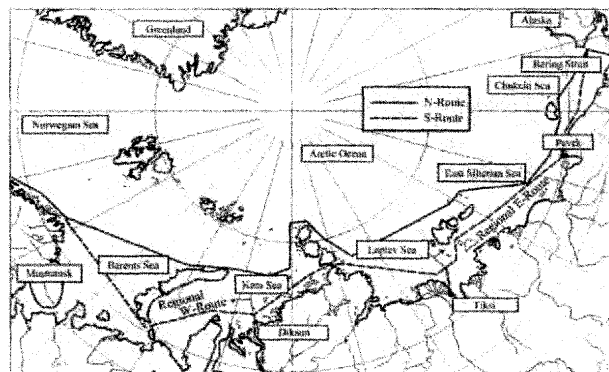 Alaska
Greenland
Bering Strait
Chukchi Sea
N-Route
S-Route
Norwegian Sea
Pevek
Arctic Ocean
East Siberian Sea
Regional E-Route
Laptev Sea
Barents Sea
Murmansk
Kara Sea
Regional
W-Route
Tiksi
Dikson